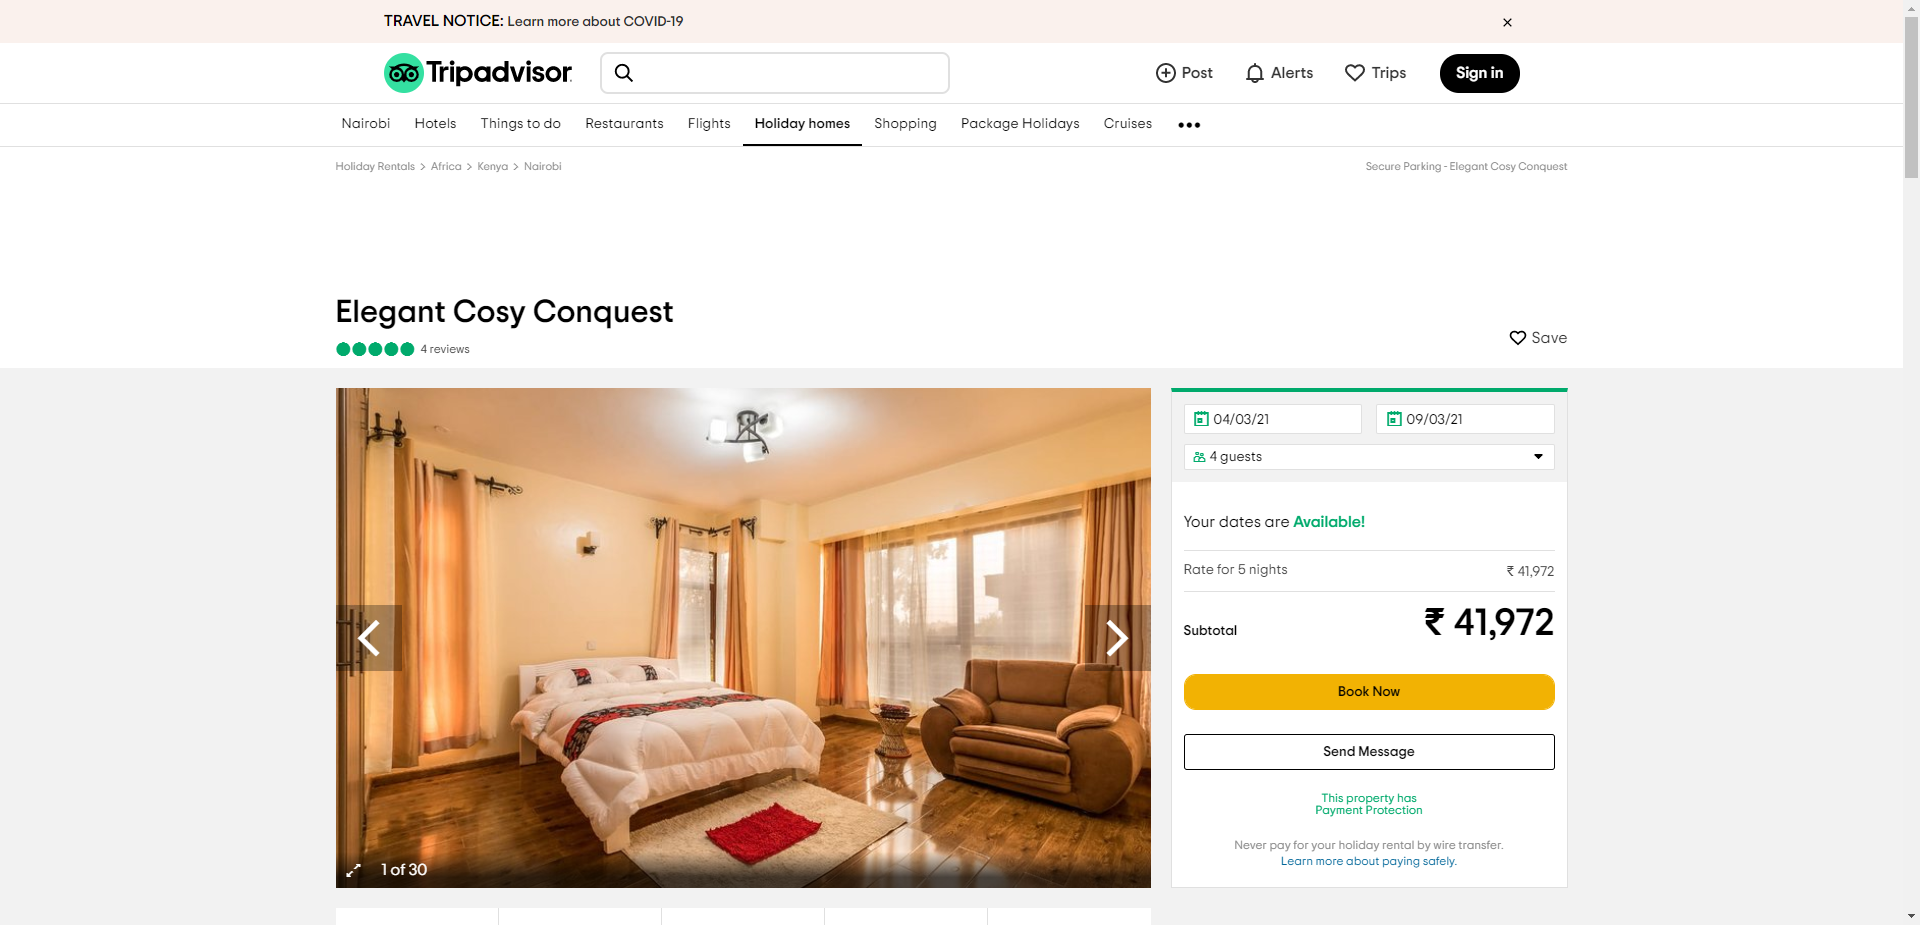 TRAVEL NOTICE: Learn more about COVID-19
Tripadvisor
Post
Alerts
Trips
Sign in
Nairobi
Hotels
Things to do
Restaurants
Flights
Holiday homes
Shopping
Package Holidays
Cruises
Holiday Rentals > Africa > Kenya > Nairobi
Secure Parking - Elegant Cosy Conquest
Elegant Cosy Conquest
4 reviews
Save
1 of 30
04/03/21
09/03/21
4 guests
Your dates are Available!
Rate for 5 nights
₹ 41,972
Subtotal
₹ 41,972
Book Now
Send Message
This property has
Payment Protection
Never pay for your holiday rental by wire transfer.
Learn more about paying safely.